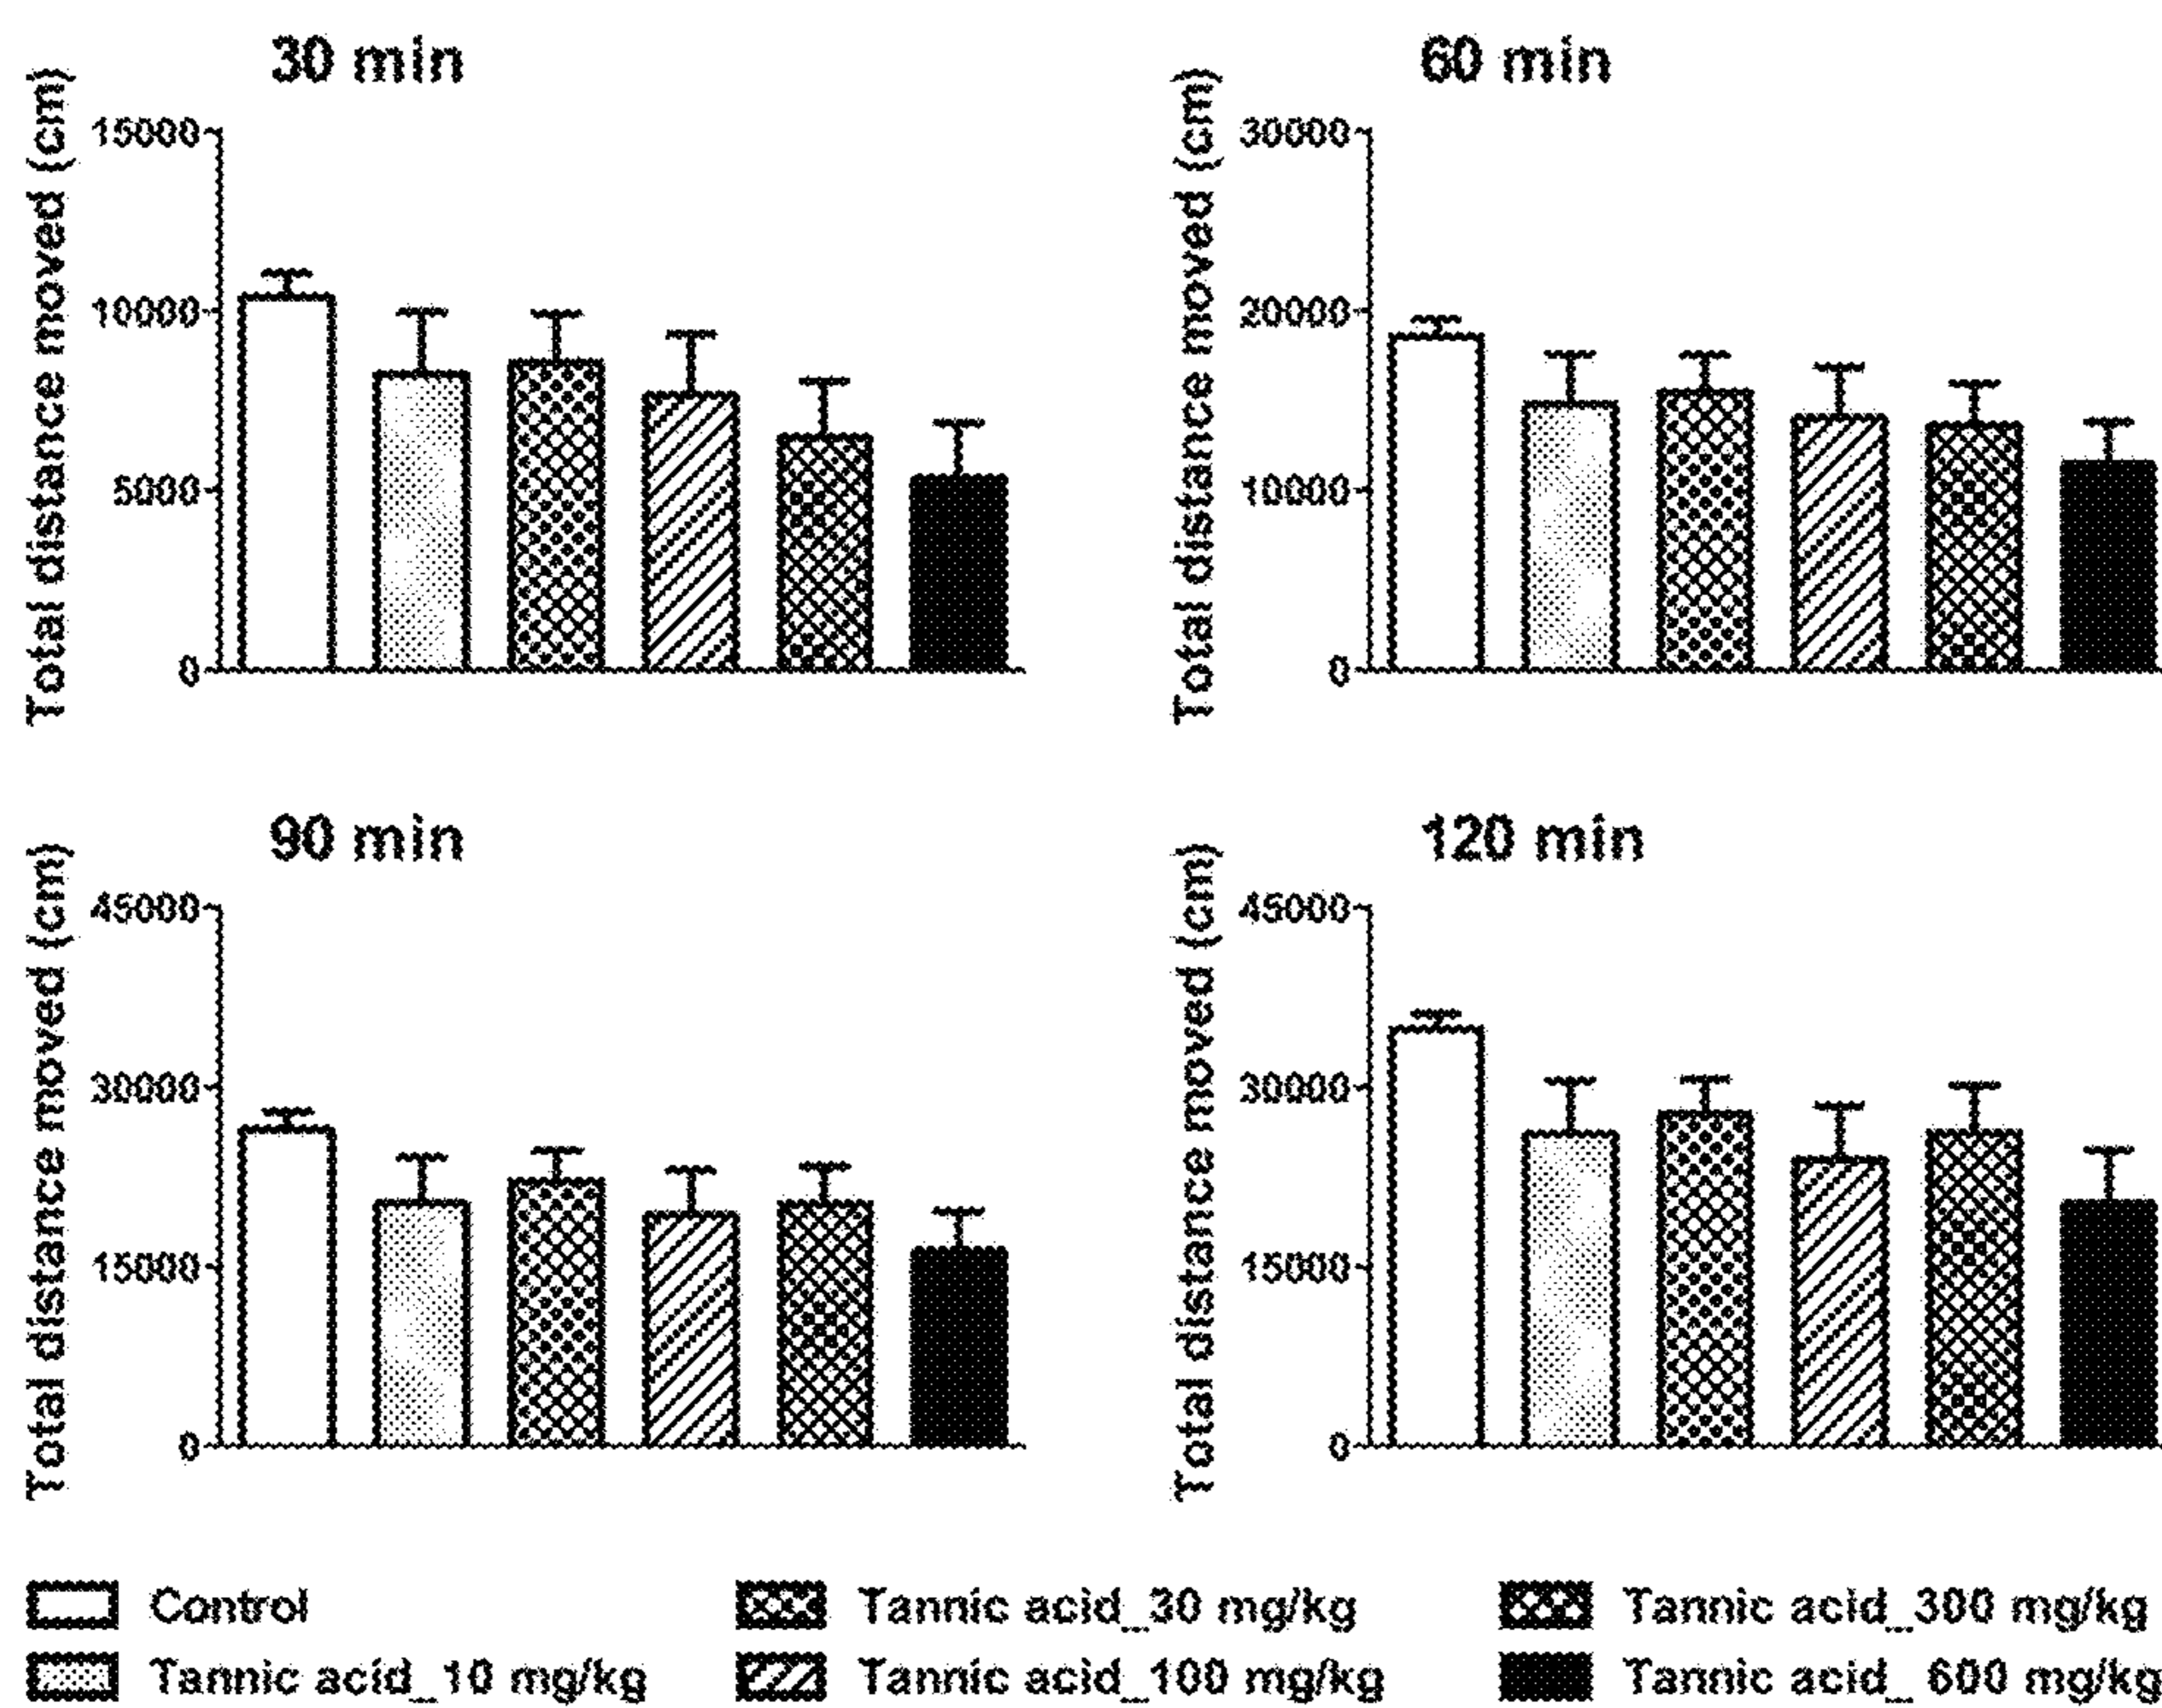 30 min
Total distance moved (cm)
15000
10000
5000
0
60 min
Total distance moved (cm)
30000
20000
10000
0
90 min
Total distance moved (cm)
45000
30000
15000
0
120 min
Total distance moved (cm)
45000
30000
15000
0
Control
Tannic acid_10 mg/kg
Tannic acid_30 mg/kg
Tannic acid_100 mg/kg
Tannic acid_300 mg/kg
Tannic acid_ 600 mg/kg